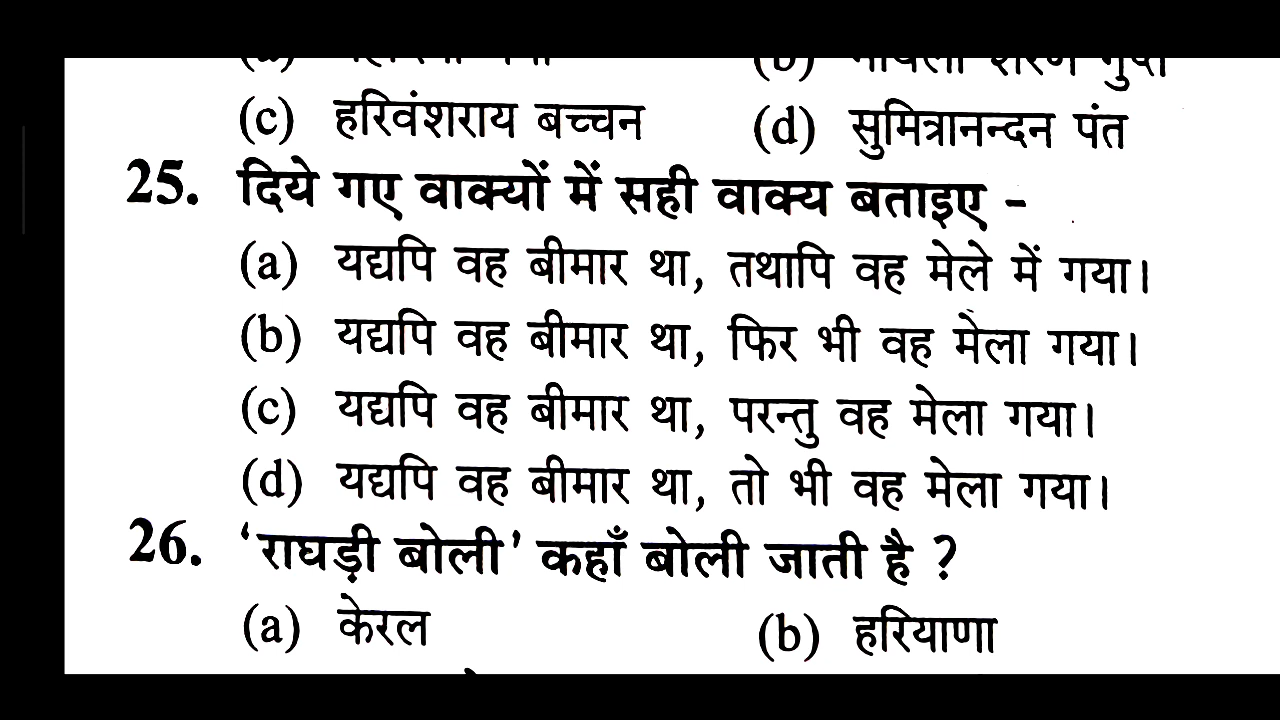 (c) हरिवंशराय बच्चन (d) सुमित्रानन्दन पंत
25. दिये गए वाक्यों में सही वाक्य बताइए -
(a) यद्यपि वह बीमार था, तथापि वह मेले में गया।
(b) यद्यपि वह बीमार था, फिर भी वह मेला गया।
(c) यद्यपि वह बीमार था, परन्तु वह मेला गया।
(d) यद्यपि वह बीमार था, तो भी वह मेला गया।
26. ‘राघड़ी बोली’ कहाँ बोली जाती है ?
(a) केरल (b) हरियाणा